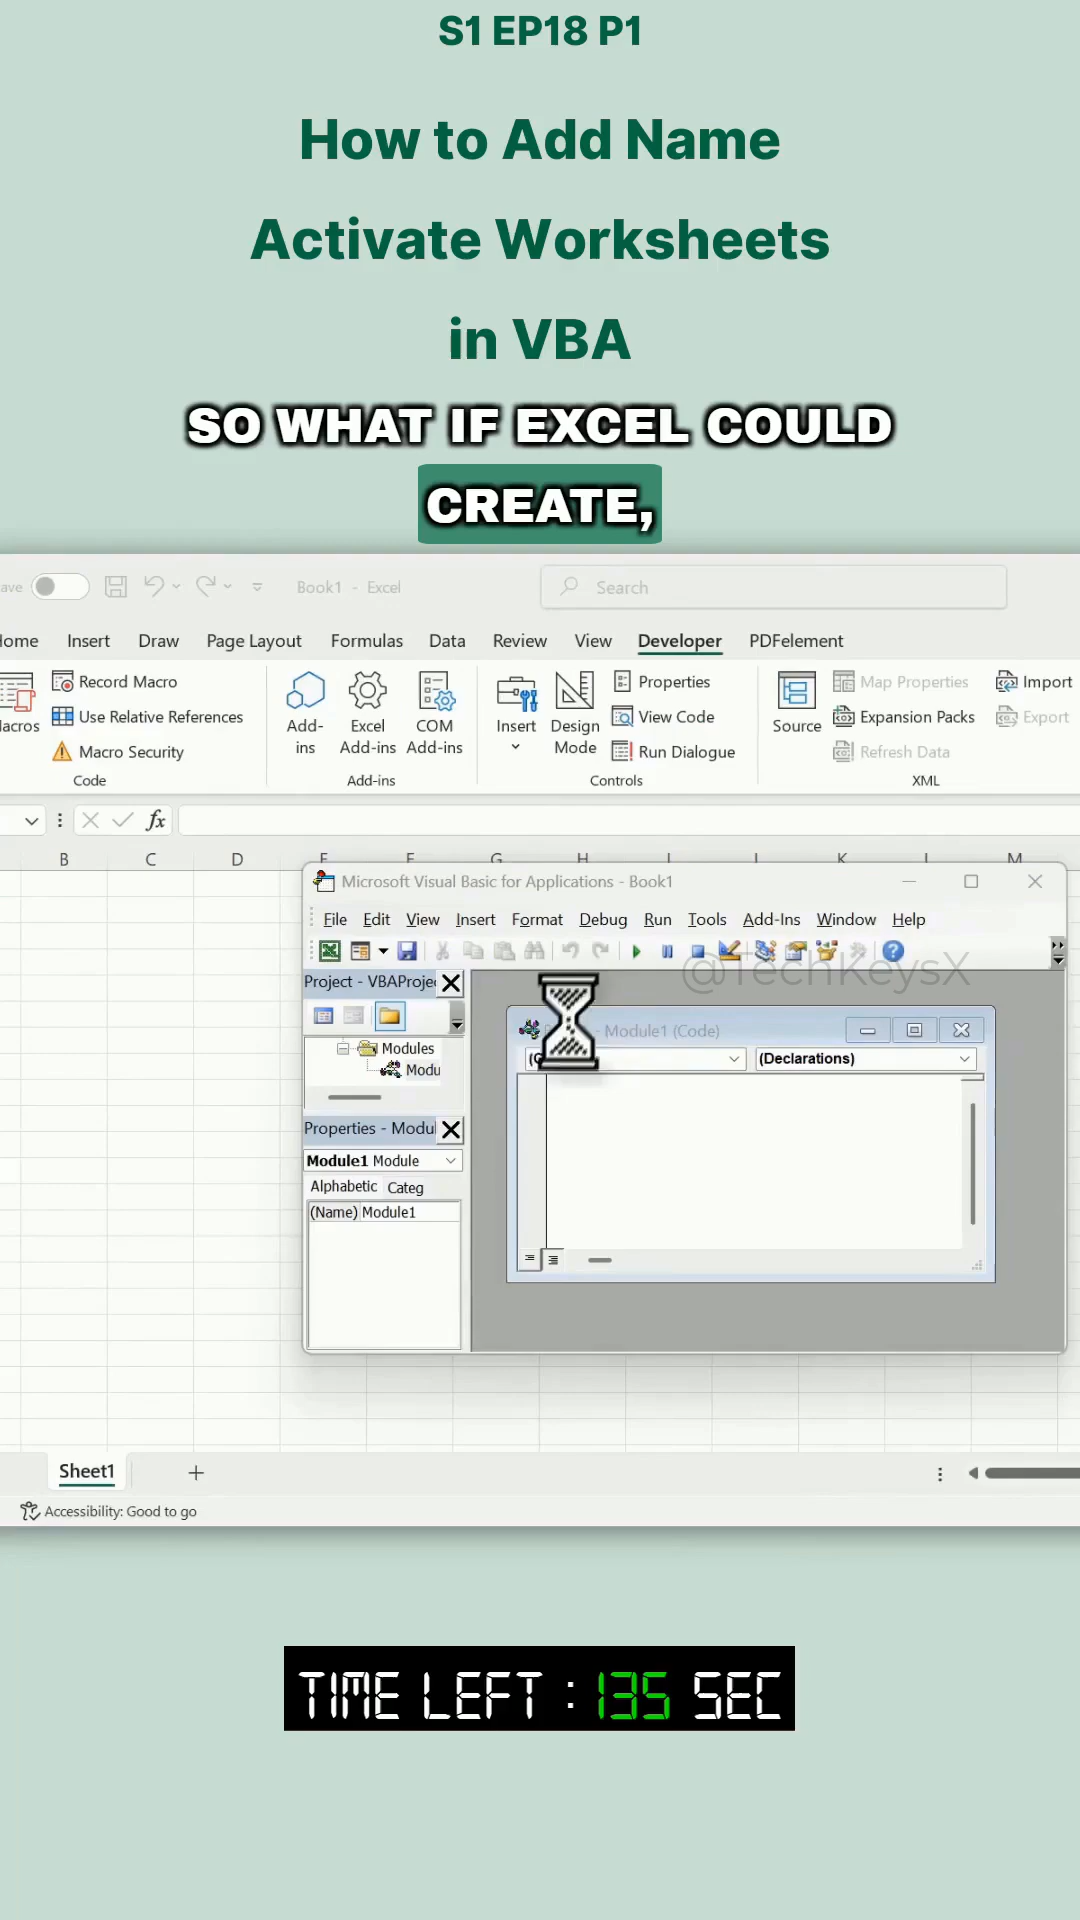 S1 EP18 P1
How to Add Name
Activate Worksheets
in VBA
SO WHAT IF EXCEL COULD
CREATE,
ave
Book1 - Excel
Search
Home Insert Draw Page Layout Formulas Data Review View Developer PDFelement
Macros
Record Macro
Use Relative References
Macro Security
Code
Add-
ins
Excel
Add-ins
COM
Add-ins
Add-ins
Insert
Design
Mode
Properties
View Code
Run Dialogue
Controls
Source
Map Properties
Expansion Packs
Refresh Data
Import
Export
XML
fx
B C D E F G H I J K L M
Microsoft Visual Basic for Applications - Book1
File Edit View Insert Format Debug Run Tools Add-Ins Window Help
@TechKeysX
Project - VBAProjec
Modules
Modu
- Module1 (Code)
(Declarations)
Properties - Modul
Module1 Module
Alphabetic Categ
(Name) Module1
Sheet1
Accessibility: Good to go
TIME LEFT : 135 SEC